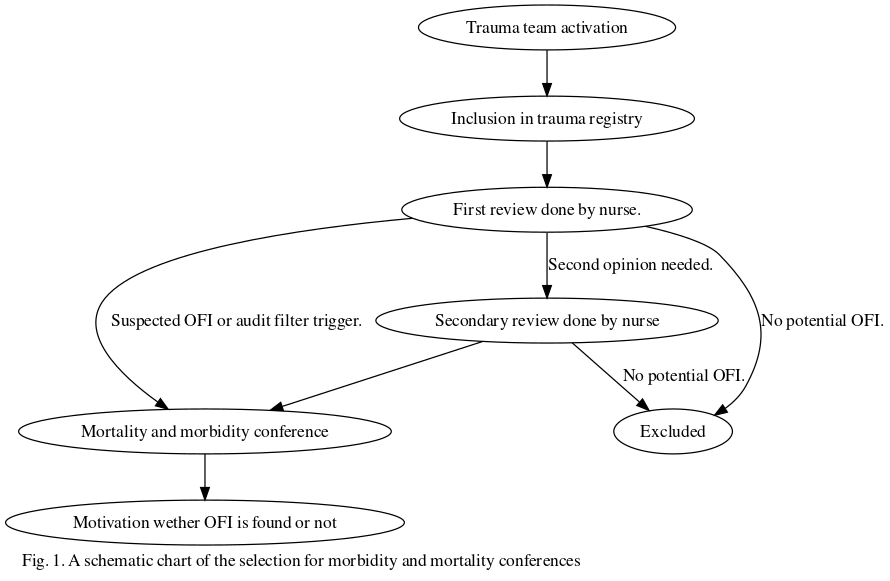 Trauma team activation
Inclusion in trauma registry
First review done by nurse.
Second opinion needed.
Suspected OFI or audit filter trigger.
Secondary review done by nurse
No potential OFI.
No potential OFI.
Mortality and morbidity conference
Excluded
Motivation wether OFI is found or not
Fig. 1. A schematic chart of the selection for morbidity and mortality conferences